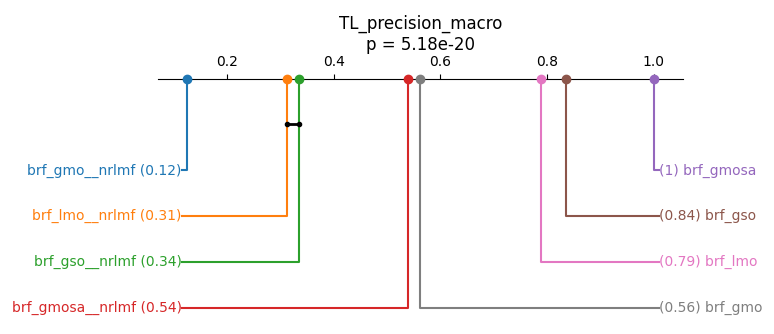 TL_precision_macro
p = 5.18e-20
0.2 0.4 0.6 0.8 1.0
brf_gmo__nrlmf (0.12) (1) brf_gmosa
brf_lmo__nrlmf (0.31) (0.84) brf_gso
brf_gso__nrlmf (0.34) (0.79) brf_lmo
brf_gmosa__nrlmf (0.54) (0.56) brf_gmo